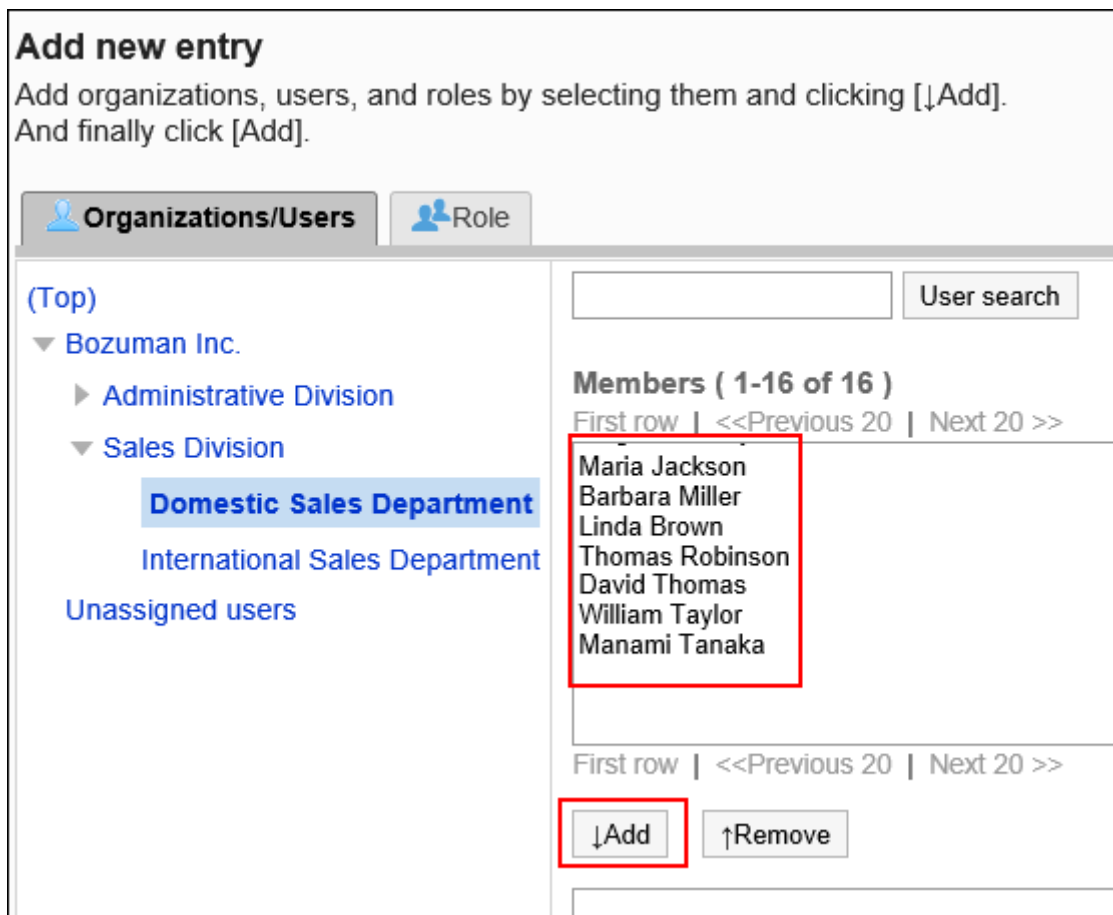 Add new entry
Add organizations, users, and roles by selecting them and clicking [↓Add].
And finally click [Add].
Organizations/Users
Role
(Top)
Bozuman Inc.
Administrative Division
Sales Division
Domestic Sales Department
International Sales Department
Unassigned users
User search
Members ( 1-16 of 16 )
First row | <<Previous 20 | Next 20 >>
Maria Jackson
Barbara Miller
Linda Brown
Thomas Robinson
David Thomas
William Taylor
Manami Tanaka
First row | <<Previous 20 | Next 20 >>
↓Add
↑Remove